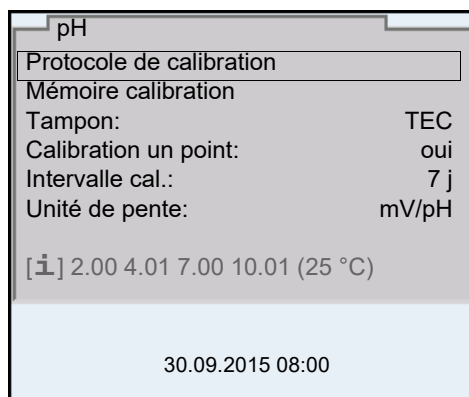 pH
Protocole de calibration
Mémoire calibration
Tampon: TEC
Calibration un point: oui
Intervalle cal.: 7 j
Unité de pente: mV/pH
[i] 2.00 4.01 7.00 10.01 (25 °C)
30.09.2015 08:00